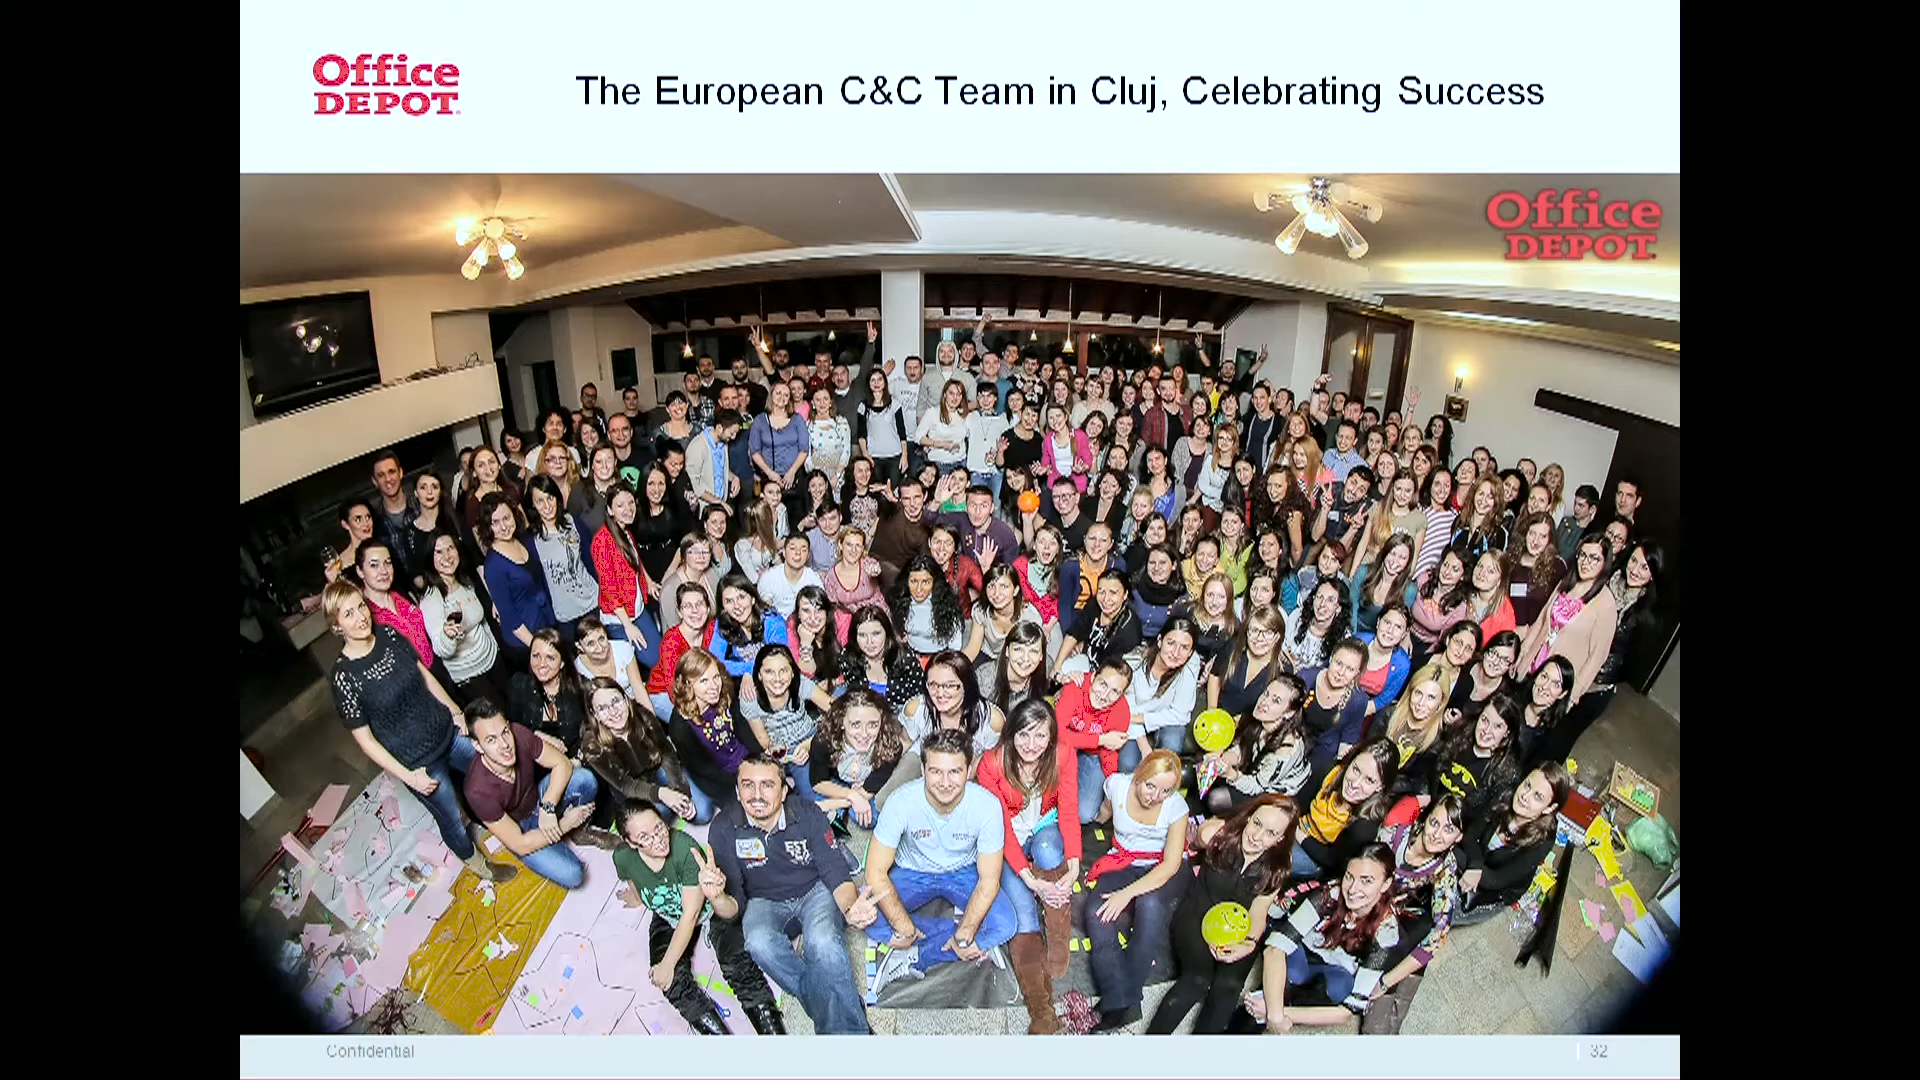 Office
DEPOT
The European C&C Team in Cluj, Celebrating Success
Office
DEPOT
Confidential
32